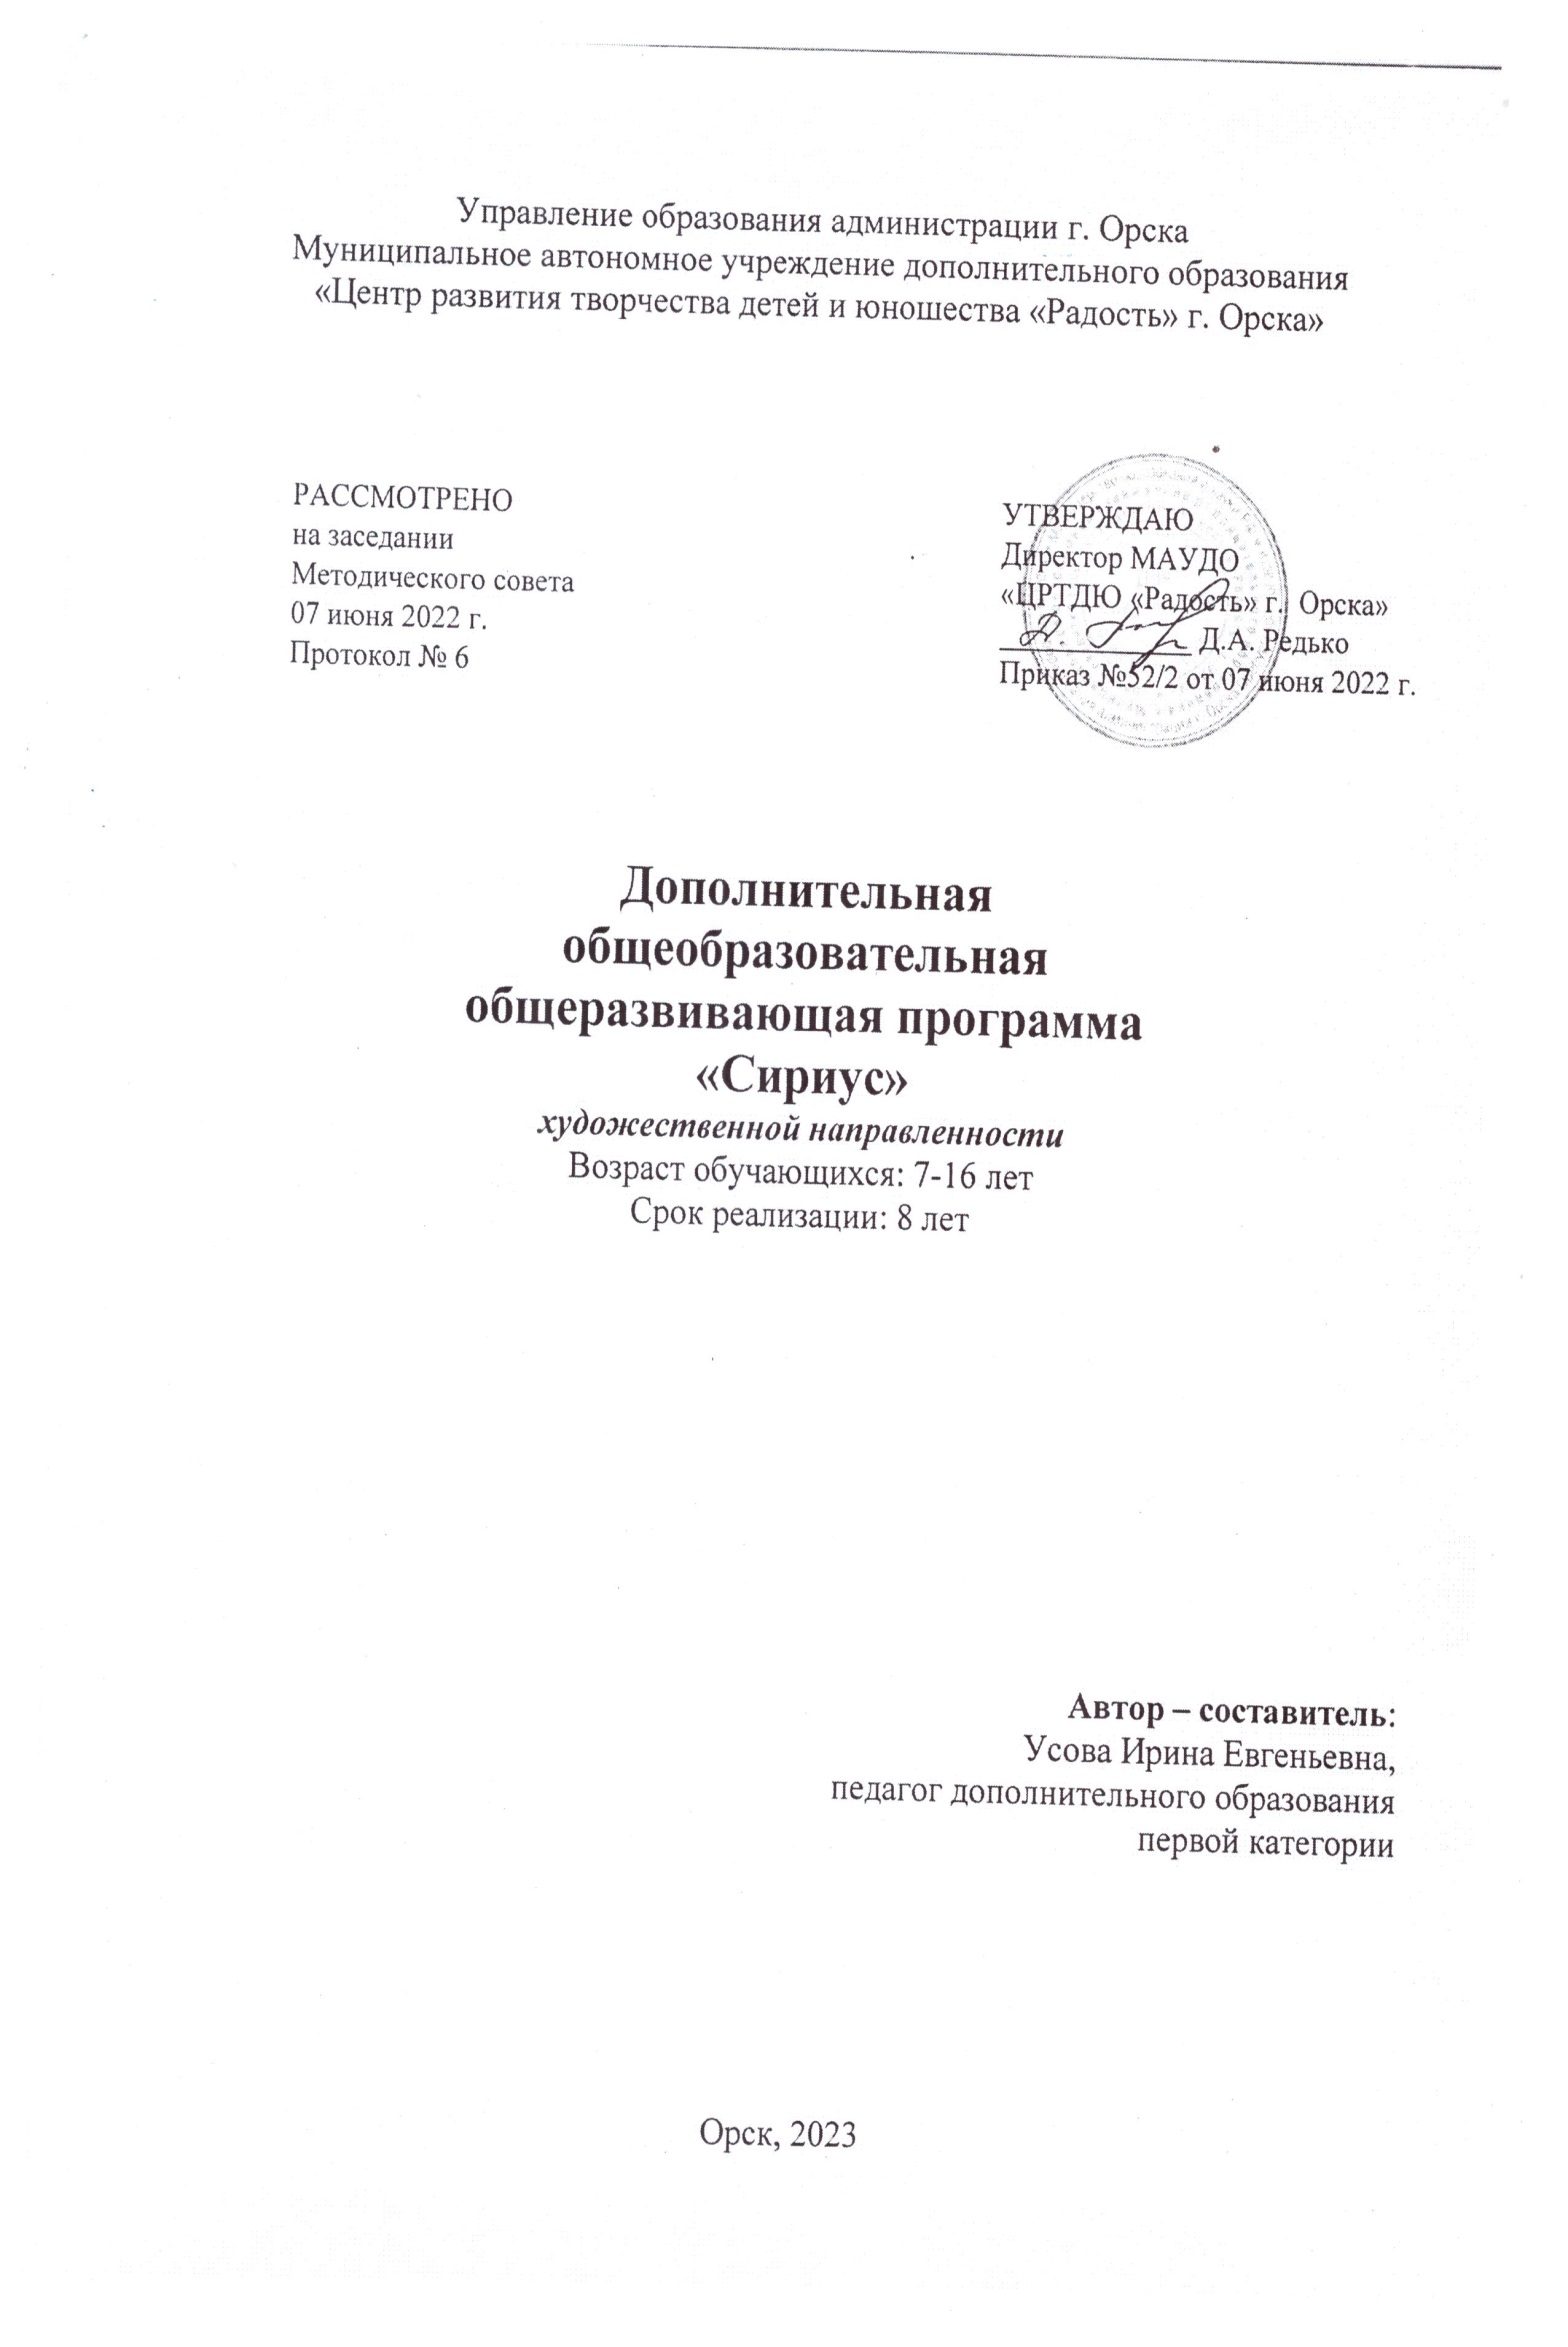 Управление образования администрации г. Орска
Муниципальное автономное учреждение дополнительного образования
«Центр развития творчества детей и юношества «Радость» г. Орска»
РАССМОТРЕНО
на заседании
Методического совета
07 июня 2022 г.
Протокол № 6
УТВЕРЖДАЮ
Директор МАУДО
«ЦРТДЮ «Радость» г. Орска»
Д.А. Редько
Приказ №52/2 от 07 июня 2022 г.
Дополнительная
общеобразовательная
общеразвивающая программа
«Сириус»
художественной направленности
Возраст обучающихся: 7-16 лет
Срок реализации: 8 лет
Автор – составитель:
Усова Ирина Евгеньевна,
педагог дополнительного образования
первой категории
Орск, 2023